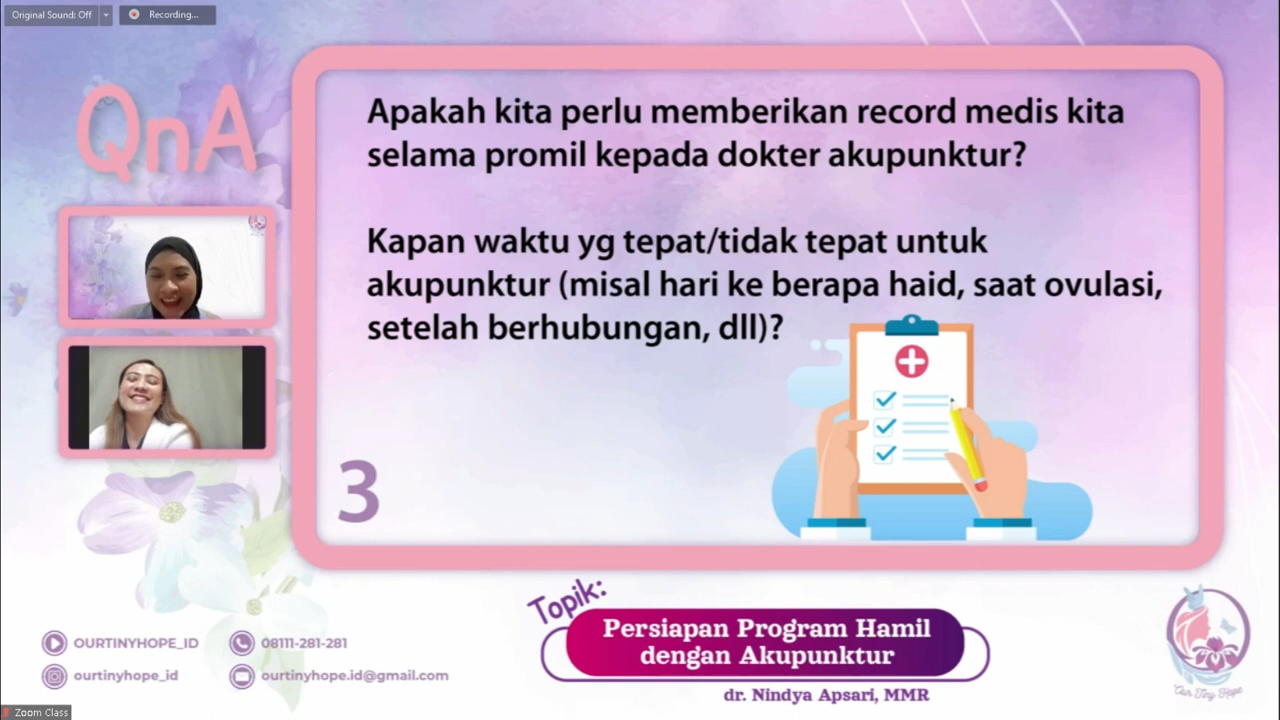 Original Sound: Off
Recording...
QnA
Apakah kita perlu memberikan record medis kita
selama promil kepada dokter akupunktur?
Kapan waktu yg tepat/tidak tepat untuk
akupunktur (misal hari ke berapa haid, saat ovulasi,
setelah berhubungan, dll)?
3
Topik:
Persiapan Program Hamil
dengan Akupunktur
dr. Nindya Apsari, MMR
OURTINYHOPE_ID
08111-281-281
ourtinyhope_id
ourtinyhope.id@gmail.com
Our Tiny Hope
Zoom Class